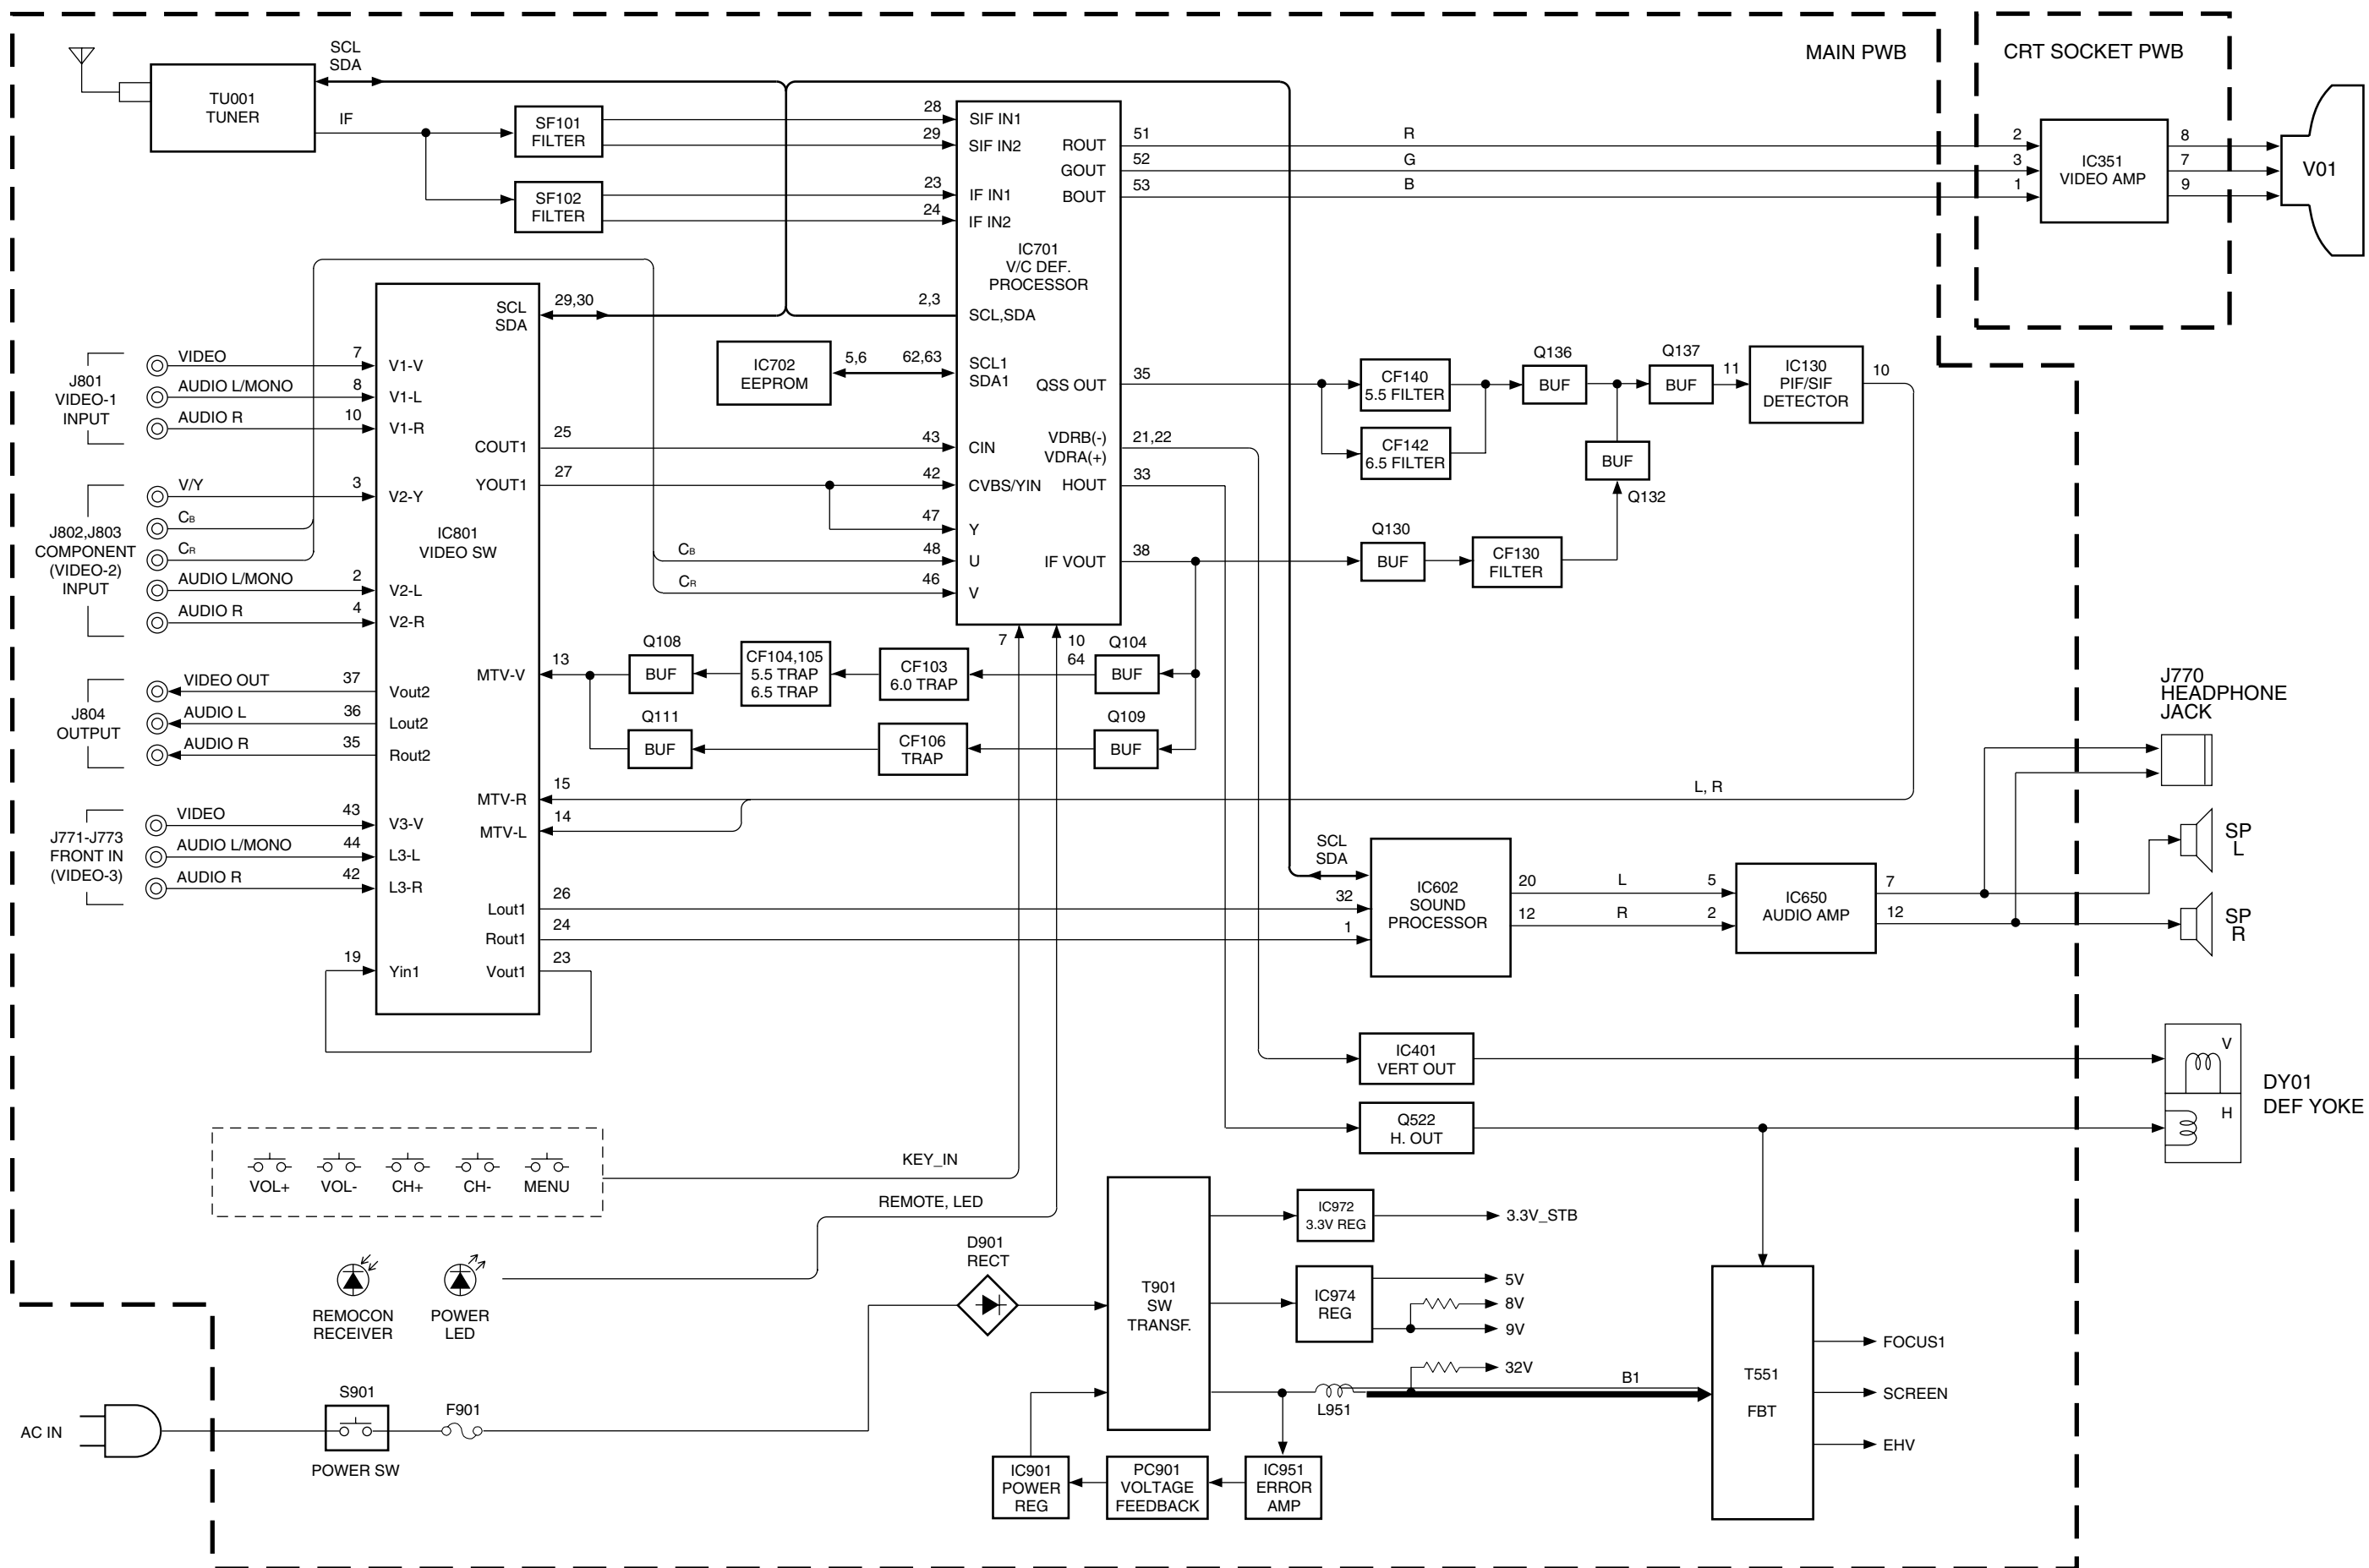 MAIN PWB
CRT SOCKET PWB
SCL
SDA
TU001
TUNER
IF
SF101
FILTER
SF102
FILTER
28
29
23
24
SIF IN1
SIF IN2
IF IN1
IF IN2
IC701
V/C DEF.
PROCESSOR
ROUT
GOUT
BOUT
51
52
53
R
G
B
2
3
1
IC351
VIDEO AMP
8
7
9
V01
SCL
SDA
29,30
2,3
SCL,SDA
IC702
EEPROM
5,6
62,63
SCL1
SDA1
QSS OUT
35
CF140
5.5 FILTER
CF142
6.5 FILTER
Q136
BUF
Q137
BUF
11
IC130
PIF/SIF
DETECTOR
10
BUF
Q132
VDRB(-)
VDRA(+)
21,22
HOUT
33
IF VOUT
38
Q130
BUF
CF130
FILTER
J801
VIDEO-1
INPUT
VIDEO
7
V1-V
AUDIO L/MONO
8
V1-L
AUDIO R
10
V1-R
COUT1
25
43
CIN
YOUT1
27
42
CVBS/YIN
47
Y
CB
48
U
CR
46
V
IC801
VIDEO SW
J802,J803
COMPONENT
(VIDEO-2)
INPUT
V/Y
3
V2-Y
CB
CR
AUDIO L/MONO
2
V2-L
AUDIO R
4
V2-R
7
10
64
MTV-V
13
Q108
BUF
CF104,105
5.5 TRAP
6.5 TRAP
CF103
6.0 TRAP
Q104
BUF
Q111
BUF
CF106
TRAP
Q109
BUF
J804
OUTPUT
VIDEO OUT
37
Vout2
AUDIO L
36
Lout2
AUDIO R
35
Rout2
MTV-R
15
MTV-L
14
L, R
J771-J773
FRONT IN
(VIDEO-3)
VIDEO
43
V3-V
AUDIO L/MONO
44
L3-L
AUDIO R
42
L3-R
Lout1
26
Rout1
24
19
Yin1
Vout1
23
SCL
SDA
32
1
IC602
SOUND
PROCESSOR
20
L
5
12
R
2
IC650
AUDIO AMP
7
12
J770
HEADPHONE
JACK
SP
L
SP
R
IC401
VERT OUT
Q522
H. OUT
V
H
DY01
DEF YOKE
VOL+
VOL-
CH+
CH-
MENU
KEY_IN
REMOTE, LED
REMOCON
RECEIVER
POWER
LED
D901
RECT
T901
SW
TRANSF.
IC972
3.3V REG
3.3V_STB
IC974
REG
5V
8V
9V
32V
L951
B1
T551
FBT
FOCUS1
SCREEN
EHV
AC IN
S901
POWER SW
F901
IC901
POWER
REG
PC901
VOLTAGE
FEEDBACK
IC951
ERROR
AMP